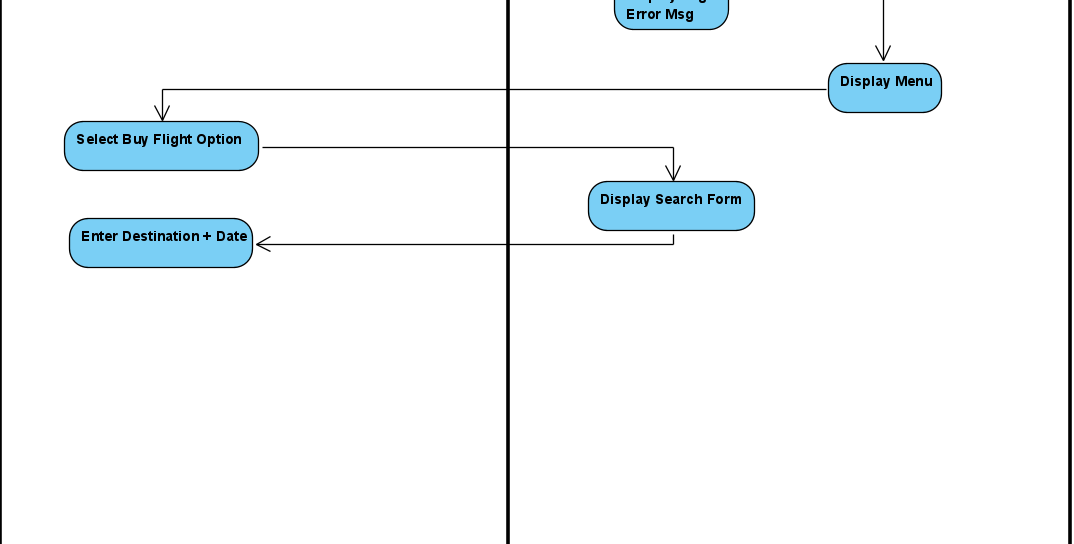 Error Msg
Display Menu
Select Buy Flight Option
Display Search Form
Enter Destination + Date